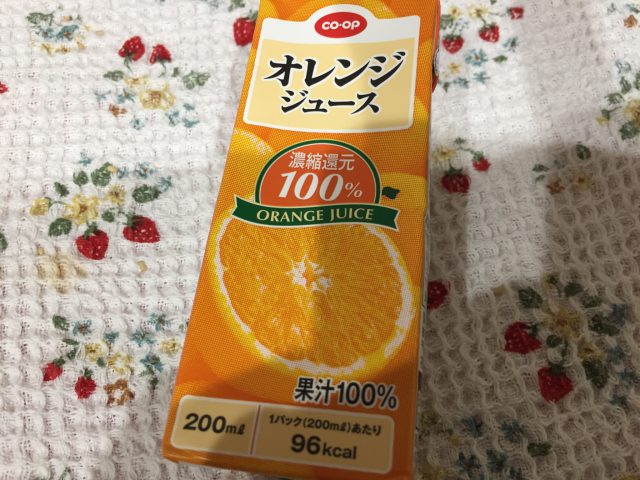 CO-OP
オレンジ
ジュース
濃縮還元
100%
ORANGE JUICE
果汁100%
200ml
1パック(200ml)あたり
96kcal